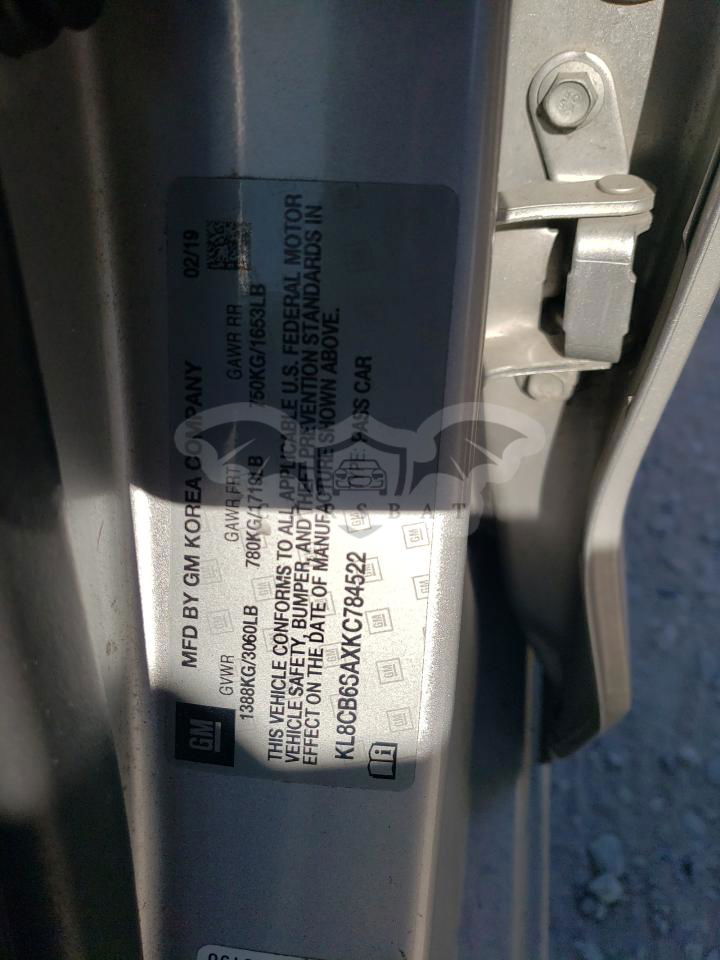 GM
MFD BY GM KOREA COMPANY 02/19
GVWR GAWR FRT GAWR RR
1388KG/3060LB 780KG/1719LB 750KG/1653LB
THIS VEHICLE CONFORMS TO ALL APPLICABLE U.S. FEDERAL MOTOR
VEHICLE SAFETY, BUMPER, AND THEFT PREVENTION STANDARDS IN
EFFECT ON THE DATE OF MANUFACTURE SHOWN ABOVE.
KL8CB6SAXKC784522 TYPE: PASS CAR